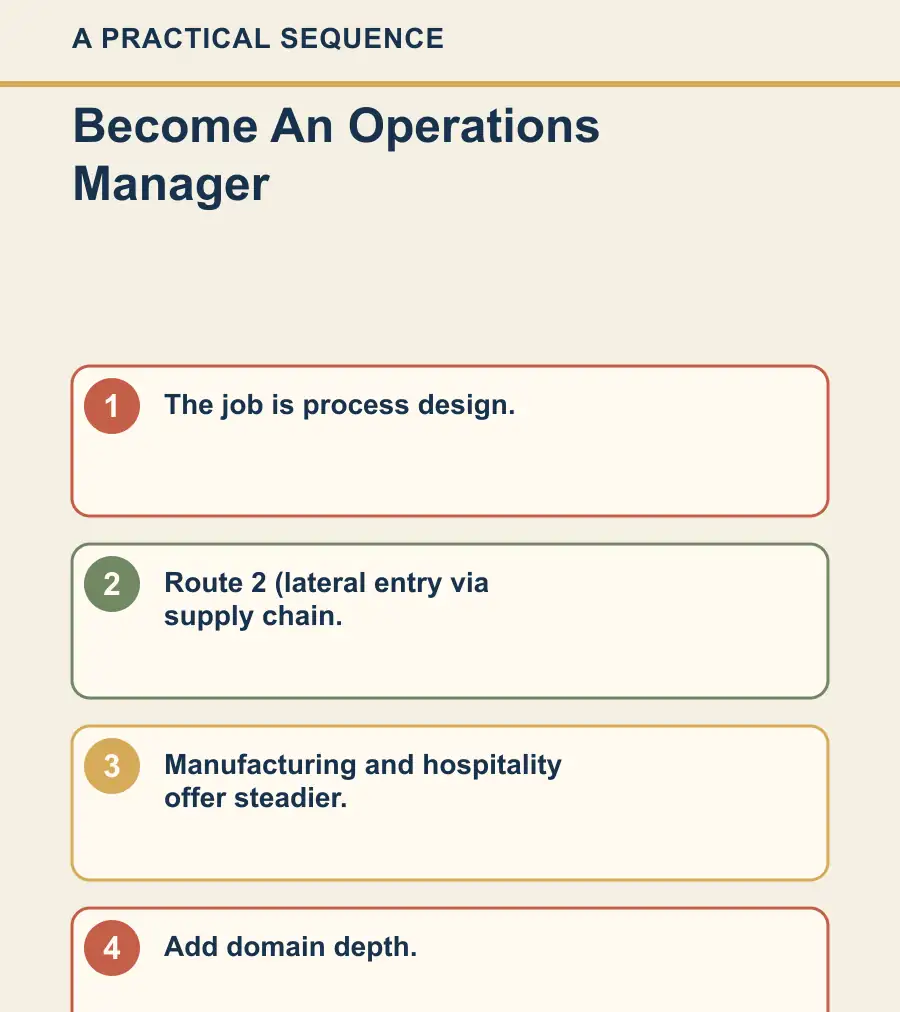 A PRACTICAL SEQUENCE
Become An Operations
Manager
1
The job is process design.
2
Route 2 (lateral entry via
supply chain.
3
Manufacturing and hospitality
offer steadier.
4
Add domain depth.